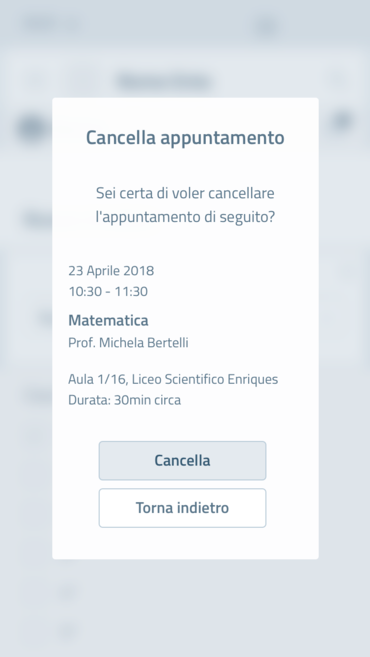 Cancella appuntamento
Sei certa di voler cancellare
l'appuntamento di seguito?
23 Aprile 2018
10:30 - 11:30
Matematica
Prof. Michela Bertelli
Aula 1/16, Liceo Scientifico Enriques
Durata: 30min circa
Cancella
Torna indietro